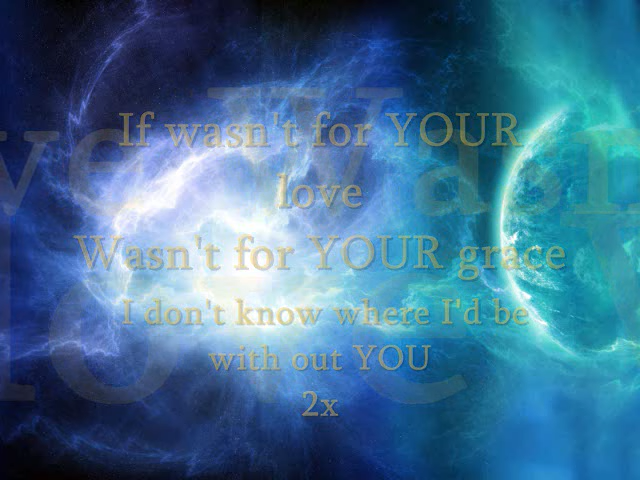 If wasn't for YOUR
love
Wasn't for YOUR grace
I don't know where I'd be
with out YOU
2x